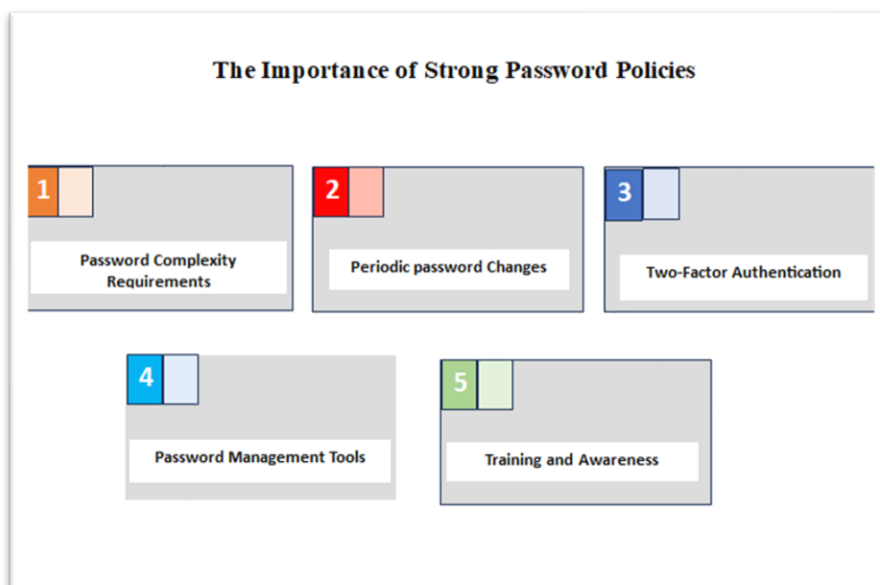 The Importance of Strong Password Policies
1
Password Complexity
Requirements
2
Periodic password Changes
3
Two-Factor Authentication
4
Password Management Tools
5
Training and Awareness